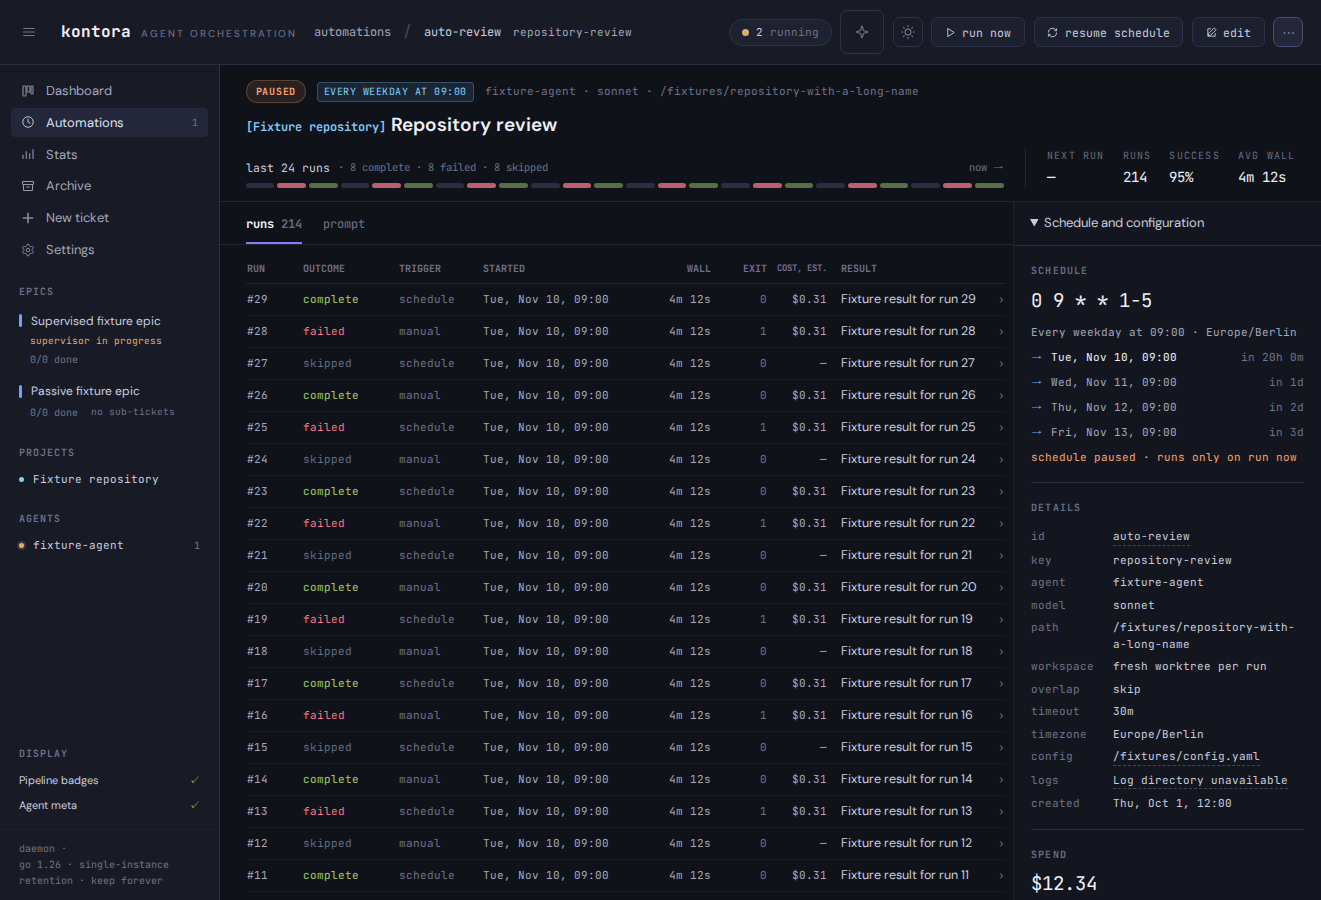 kontora AGENT ORCHESTRATION automations / auto-review repository-review
2 running
run now
resume schedule
edit
Dashboard
Automations 1
Stats
Archive
New ticket
Settings
EPICS
Supervised fixture epic
supervisor in progress
0/0 done
Passive fixture epic
0/0 done no sub-tickets
PROJECTS
Fixture repository
AGENTS
fixture-agent 1
DISPLAY
Pipeline badges ✓
Agent meta ✓
daemon ·
go 1.26 · single-instance
retention · keep forever
PAUSED EVERY WEEKDAY AT 09:00 fixture-agent · sonnet · /fixtures/repository-with-a-long-name
[Fixture repository] Repository review
last 24 runs · 8 complete · 8 failed · 8 skipped now →
NEXT RUN RUNS SUCCESS AVG WALL
— 214 95% 4m 12s
runs 214 prompt
RUN OUTCOME TRIGGER STARTED WALL EXIT COST, EST. RESULT
#29 complete schedule Tue, Nov 10, 09:00 4m 12s 0 $0.31 Fixture result for run 29 ›
#28 failed manual Tue, Nov 10, 09:00 4m 12s 1 $0.31 Fixture result for run 28 ›
#27 skipped schedule Tue, Nov 10, 09:00 4m 12s 0 — Fixture result for run 27 ›
#26 complete manual Tue, Nov 10, 09:00 4m 12s 0 $0.31 Fixture result for run 26 ›
#25 failed schedule Tue, Nov 10, 09:00 4m 12s 1 $0.31 Fixture result for run 25 ›
#24 skipped manual Tue, Nov 10, 09:00 4m 12s 0 — Fixture result for run 24 ›
#23 complete schedule Tue, Nov 10, 09:00 4m 12s 0 $0.31 Fixture result for run 23 ›
#22 failed manual Tue, Nov 10, 09:00 4m 12s 1 $0.31 Fixture result for run 22 ›
#21 skipped schedule Tue, Nov 10, 09:00 4m 12s 0 — Fixture result for run 21 ›
#20 complete manual Tue, Nov 10, 09:00 4m 12s 0 $0.31 Fixture result for run 20 ›
#19 failed schedule Tue, Nov 10, 09:00 4m 12s 1 $0.31 Fixture result for run 19 ›
#18 skipped manual Tue, Nov 10, 09:00 4m 12s 0 — Fixture result for run 18 ›
#17 complete schedule Tue, Nov 10, 09:00 4m 12s 0 $0.31 Fixture result for run 17 ›
#16 failed manual Tue, Nov 10, 09:00 4m 12s 1 $0.31 Fixture result for run 16 ›
#15 skipped schedule Tue, Nov 10, 09:00 4m 12s 0 — Fixture result for run 15 ›
#14 complete manual Tue, Nov 10, 09:00 4m 12s 0 $0.31 Fixture result for run 14 ›
#13 failed schedule Tue, Nov 10, 09:00 4m 12s 1 $0.31 Fixture result for run 13 ›
#12 skipped manual Tue, Nov 10, 09:00 4m 12s 0 — Fixture result for run 12 ›
#11 complete schedule Tue, Nov 10, 09:00 4m 12s 0 $0.31 Fixture result for run 11 ›
▼ Schedule and configuration
SCHEDULE
0 9 * * 1-5
Every weekday at 09:00 · Europe/Berlin
→ Tue, Nov 10, 09:00 in 20h 0m
→ Wed, Nov 11, 09:00 in 1d
→ Thu, Nov 12, 09:00 in 2d
→ Fri, Nov 13, 09:00 in 3d
schedule paused · runs only on run now
DETAILS
id auto-review
key repository-review
agent fixture-agent
model sonnet
path /fixtures/repository-with-
a-long-name
workspace fresh worktree per run
overlap skip
timeout 30m
timezone Europe/Berlin
config /fixtures/config.yaml
logs Log directory unavailable
created Thu, Oct 1, 12:00
SPEND
$12.34